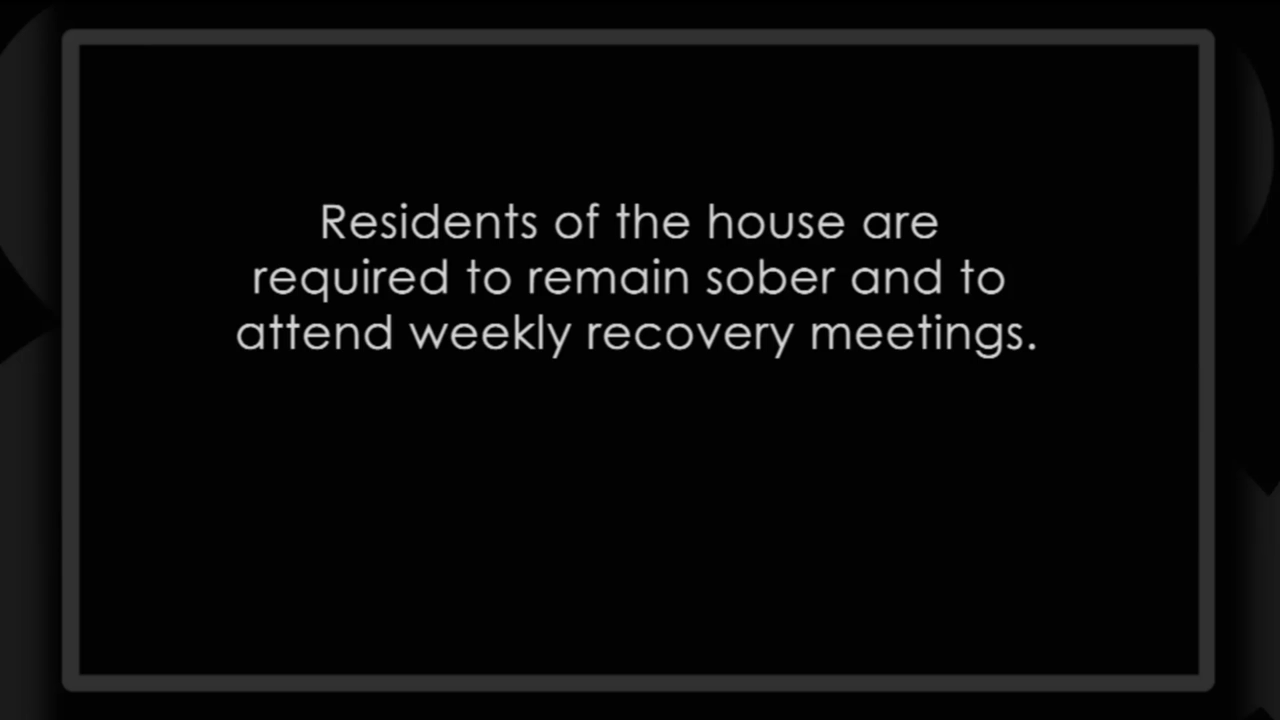 Residents of the house are
required to remain sober and to
attend weekly recovery meetings.